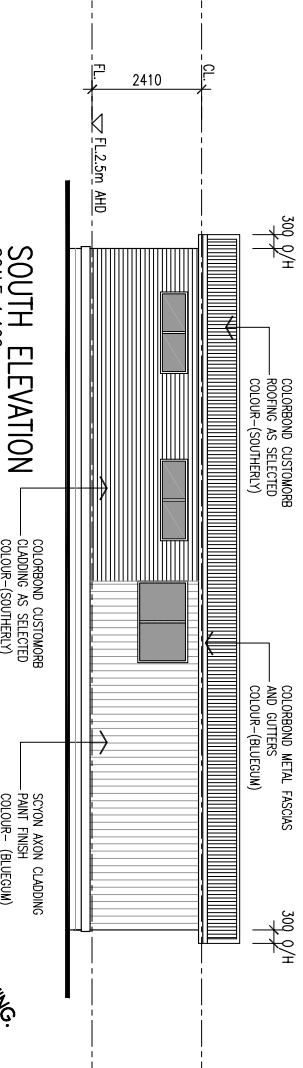 300 O/H
COLORBOND CUSTOMORB
ROOFING AS SELECTED
COLOUR-(SOUTHERLY)
COLORBOND METAL FASCIAS
AND GUTTERS
COLOUR-(BLUEGUM)
300 O/H
CL.
2410
FL.
FL.2.5m AHD
SOUTH ELEVATION
COLORBOND CUSTOMORB
CLADDING AS SELECTED
COLOUR-(SOUTHERLY)
SCYON AXON CLADDING
PAINT FINISH
COLOUR- (BLUEGUM)